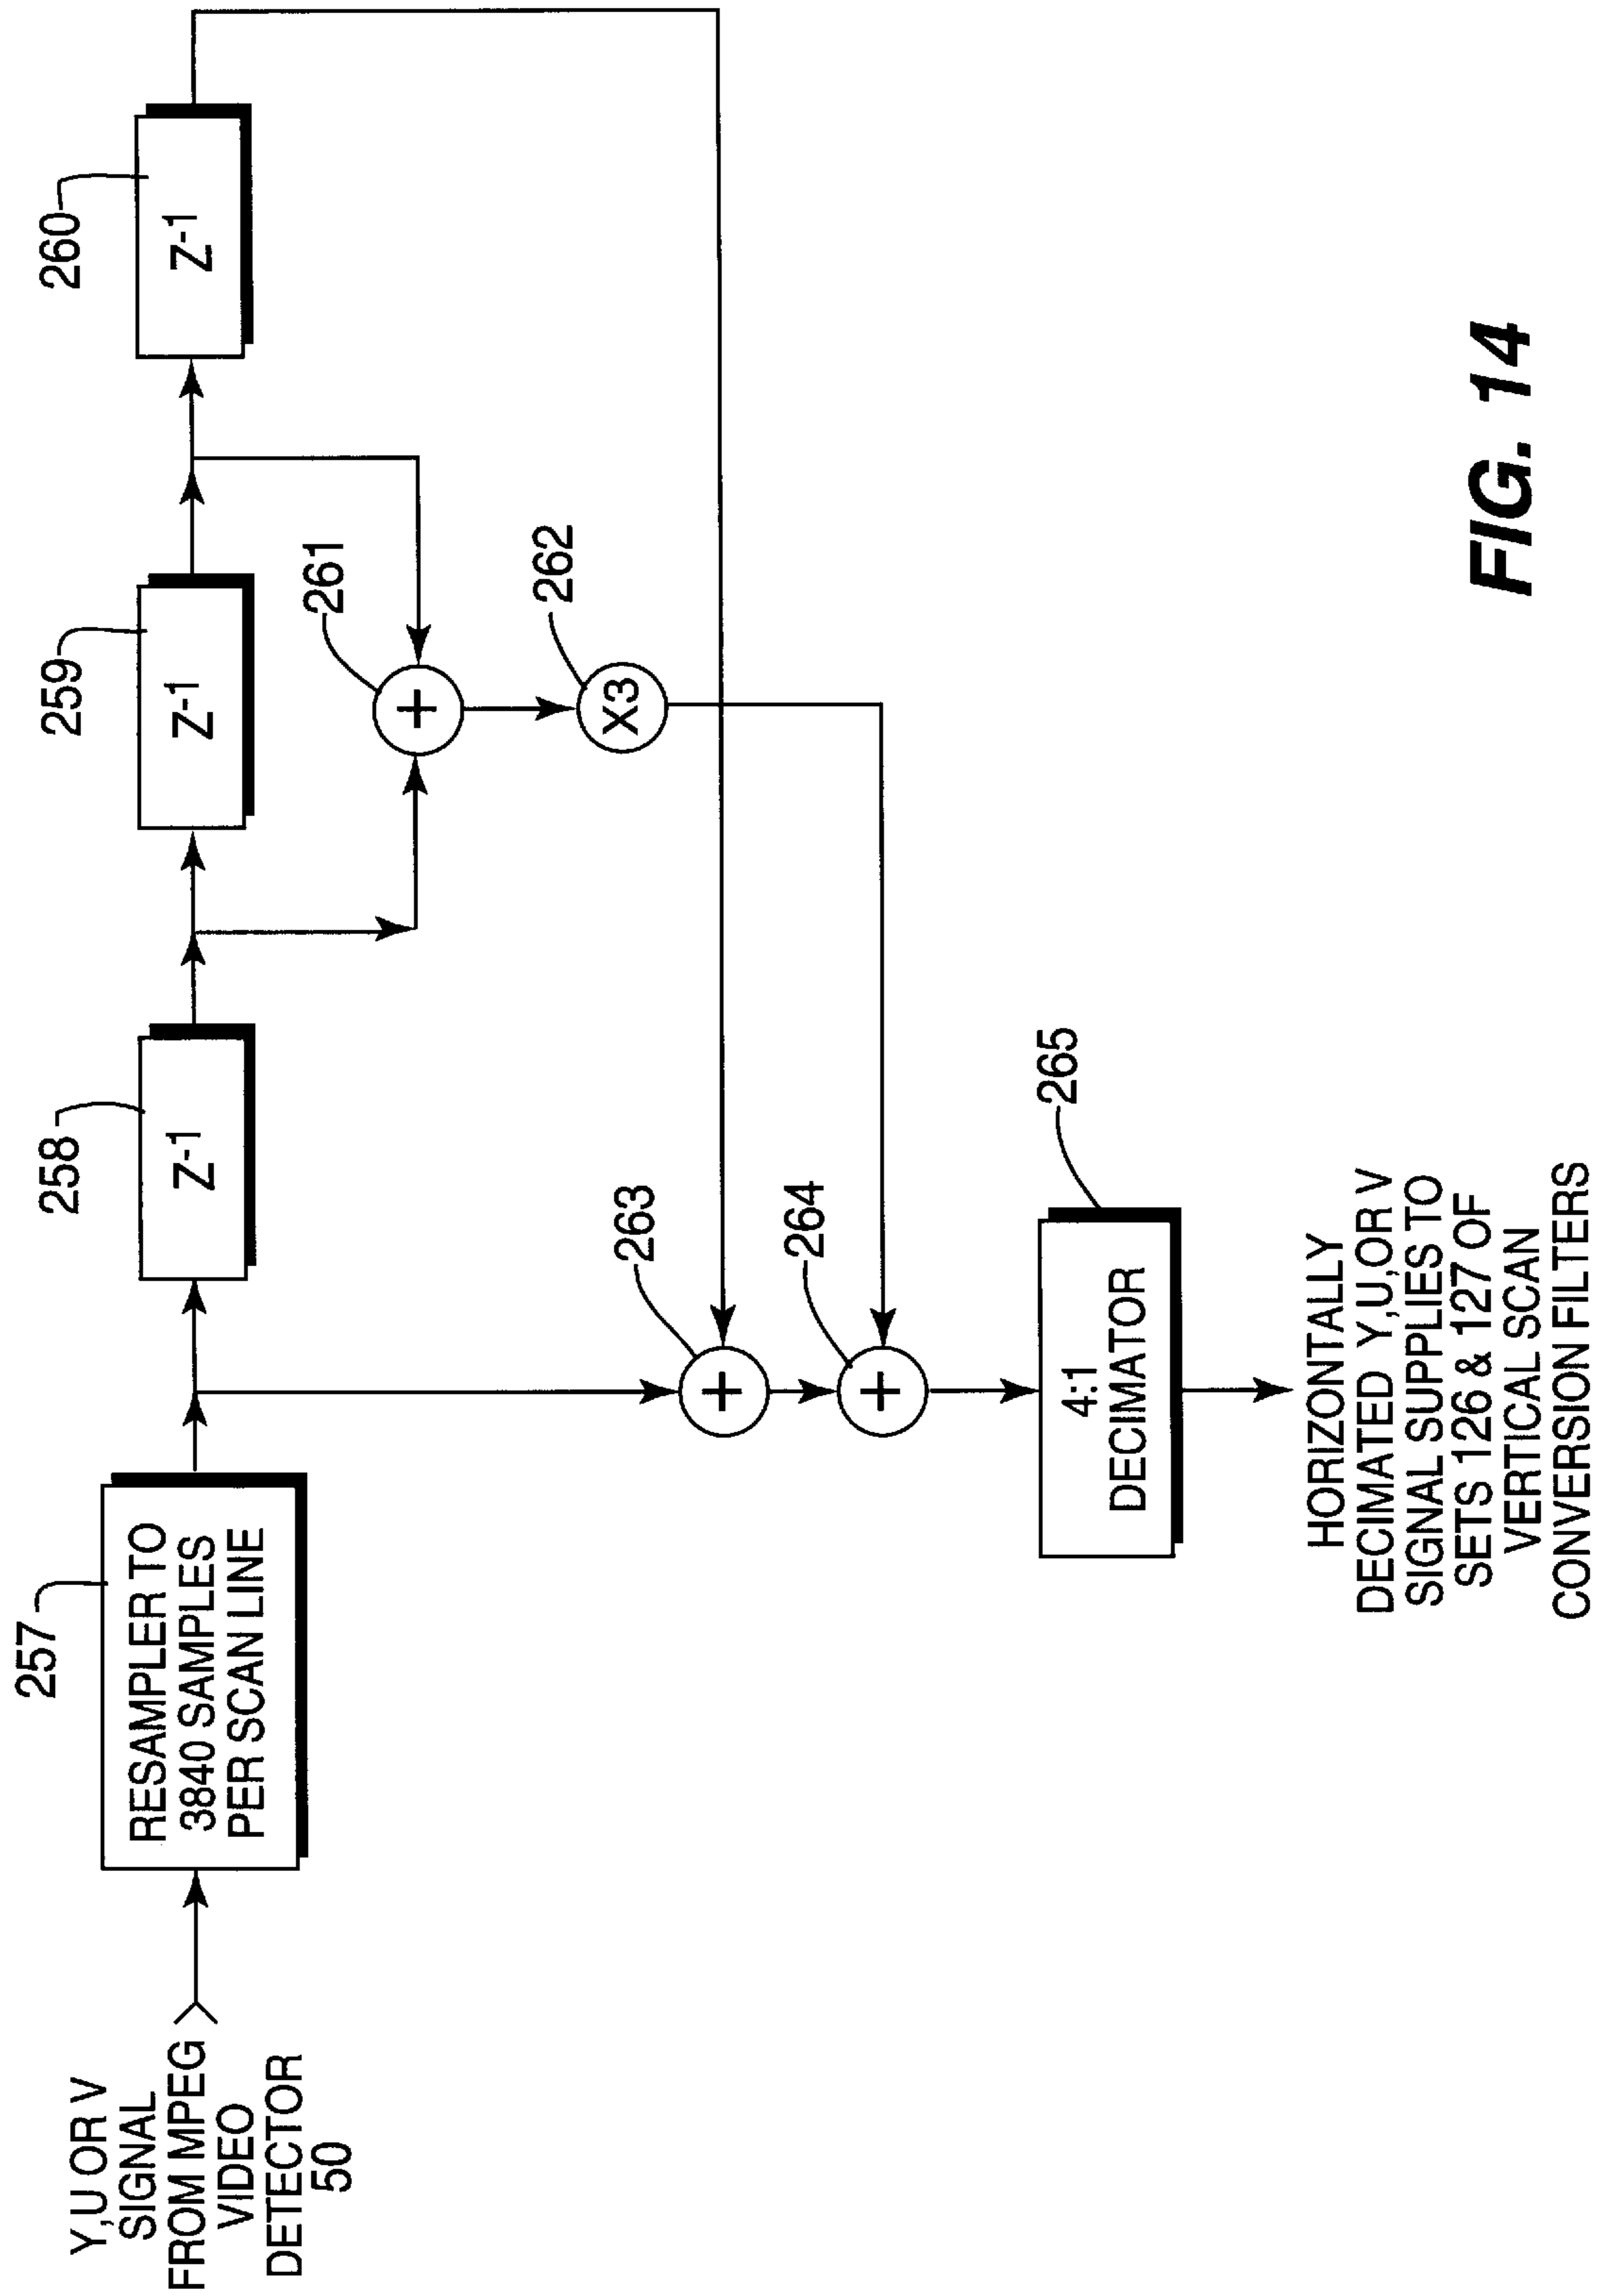 Y,U OR V
SIGNAL
FROM MPEG
VIDEO
DETECTOR
50
257
RESAMPLER TO
3840 SAMPLES
PER SCAN LINE
258
Z-1
259
Z-1
260
Z-1
261
+
262
X3
263
+
264
+
265
4:1
DECIMATOR
HORIZONTALLY
DECIMATED Y,U,OR V
SIGNAL SUPPLIES TO
SETS 126 & 127 OF
VERTICAL SCAN
CONVERSION FILTERS
FIG. 14